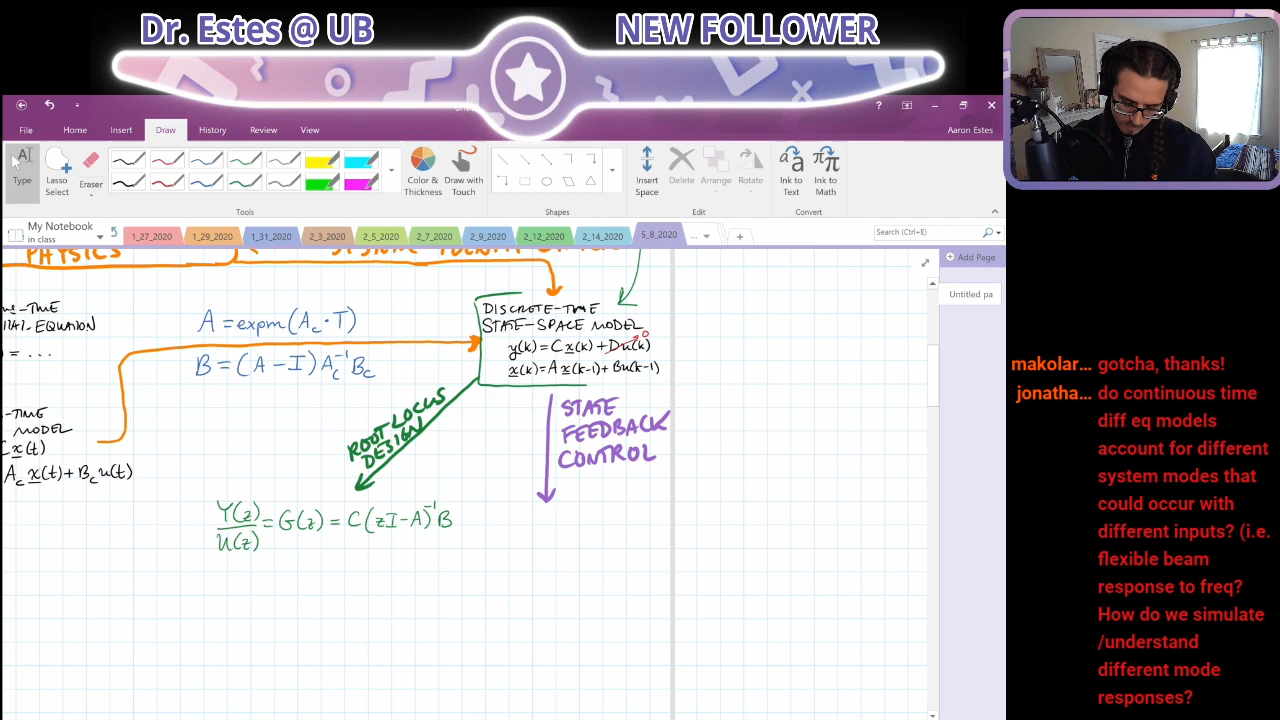 Dr. Estes @ UB
NEW FOLLOWER
?
Aaron Estes
File Home Insert Draw History Review View
Type
Lasso Select
Eraser
Color & Thickness
Draw with Touch
Insert Space
Delete
Arrange
Rotate
Ink to Text
Ink to Math
Tools
Shapes
Edit
Convert
My Notebook
in class
1_27_2020 1_29_2020 1_31_2020 2_3_2020 2_5_2020 2_7_2020 2_9_2020 2_12_2020 2_14_2020 5_8_2020 ... +
Search (Ctrl+E)
Add Page
Untitled pa
PHYSICS
-TIME
EQUATION
= ...
A = expm(A_c · T)
B = (A − I) A_c^{-1} B_c
-TIME
MODEL
C x(t)
A_c x(t) + B_c u(t)
DISCRETE-TIME
STATE-SPACE MODEL
y(k) = C x(k) + D u(k) 0
x(k) = A x(k-1) + B u(k-1)
ROOT LOCUS
DESIGN
STATE
FEEDBACK
CONTROL
Y(z)/U(z) = G(z) = C (zI − A)^{-1} B
makolar... gotcha, thanks!
jonatha... do continuous time
diff eq models
account for different
system modes that
could occur with
different inputs? (i.e.
flexible beam
response to freq?
How do we simulate
/understand
different mode
responses?